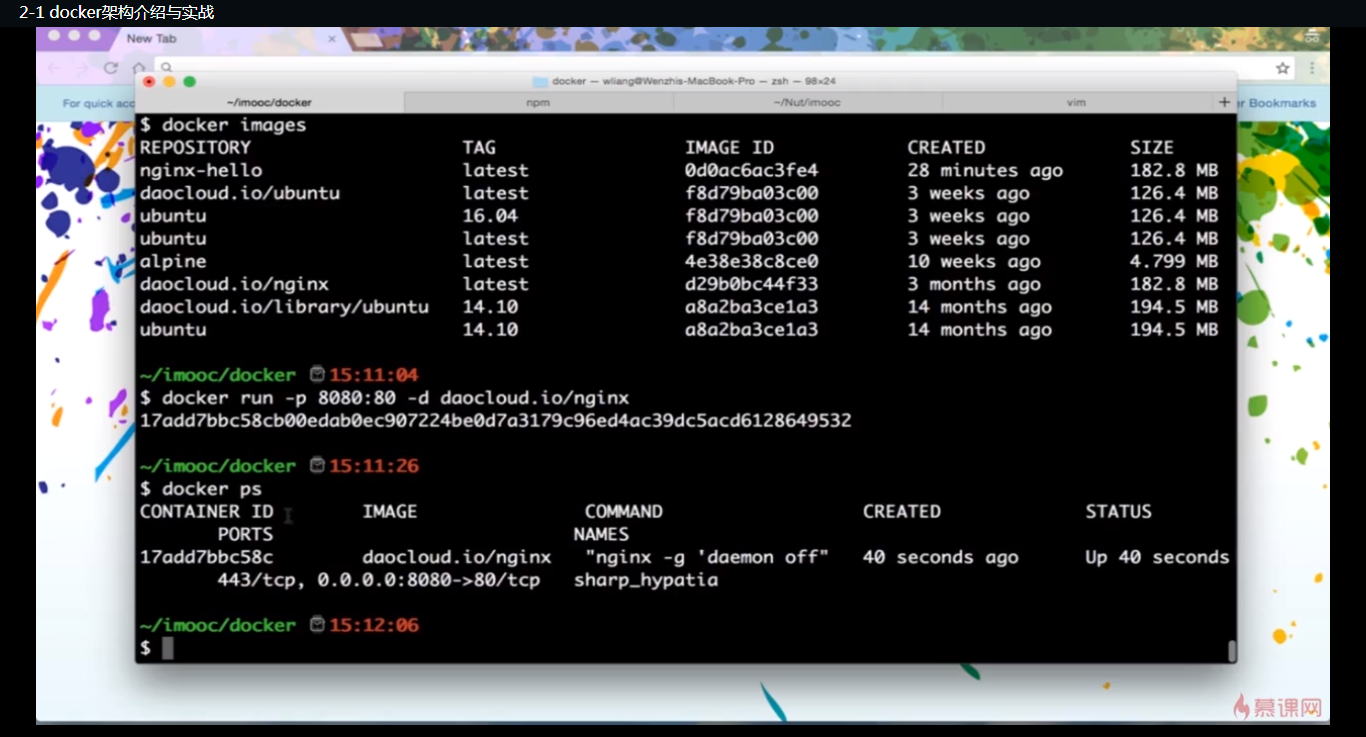 2-1 docker架构介绍与实战
New Tab
docker — wliang@Wenzhis-MacBook-Pro — zsh — 98×24
For quick acc
~/imooc/docker npm ~/Nut/imooc vim
r Bookmarks
$ docker images
REPOSITORY TAG IMAGE ID CREATED SIZE
nginx-hello latest 0d0ac6ac3fe4 28 minutes ago 182.8 MB
daocloud.io/ubuntu latest f8d79ba03c00 3 weeks ago 126.4 MB
ubuntu 16.04 f8d79ba03c00 3 weeks ago 126.4 MB
ubuntu latest f8d79ba03c00 3 weeks ago 126.4 MB
alpine latest 4e38e38c8ce0 10 weeks ago 4.799 MB
daocloud.io/nginx latest d29b0bc44f33 3 months ago 182.8 MB
daocloud.io/library/ubuntu 14.10 a8a2ba3ce1a3 14 months ago 194.5 MB
ubuntu 14.10 a8a2ba3ce1a3 14 months ago 194.5 MB
~/imooc/docker 15:11:04
$ docker run -p 8080:80 -d daocloud.io/nginx
17add7bbc58cb00edab0ec907224be0d7a3179c96ed4ac39dc5acd6128649532
~/imooc/docker 15:11:26
$ docker ps
CONTAINER ID IMAGE COMMAND CREATED STATUS
PORTS NAMES
17add7bbc58c daocloud.io/nginx "nginx -g 'daemon off" 40 seconds ago Up 40 seconds
443/tcp, 0.0.0.0:8080->80/tcp sharp_hypatia
~/imooc/docker 15:12:06
$
慕课网